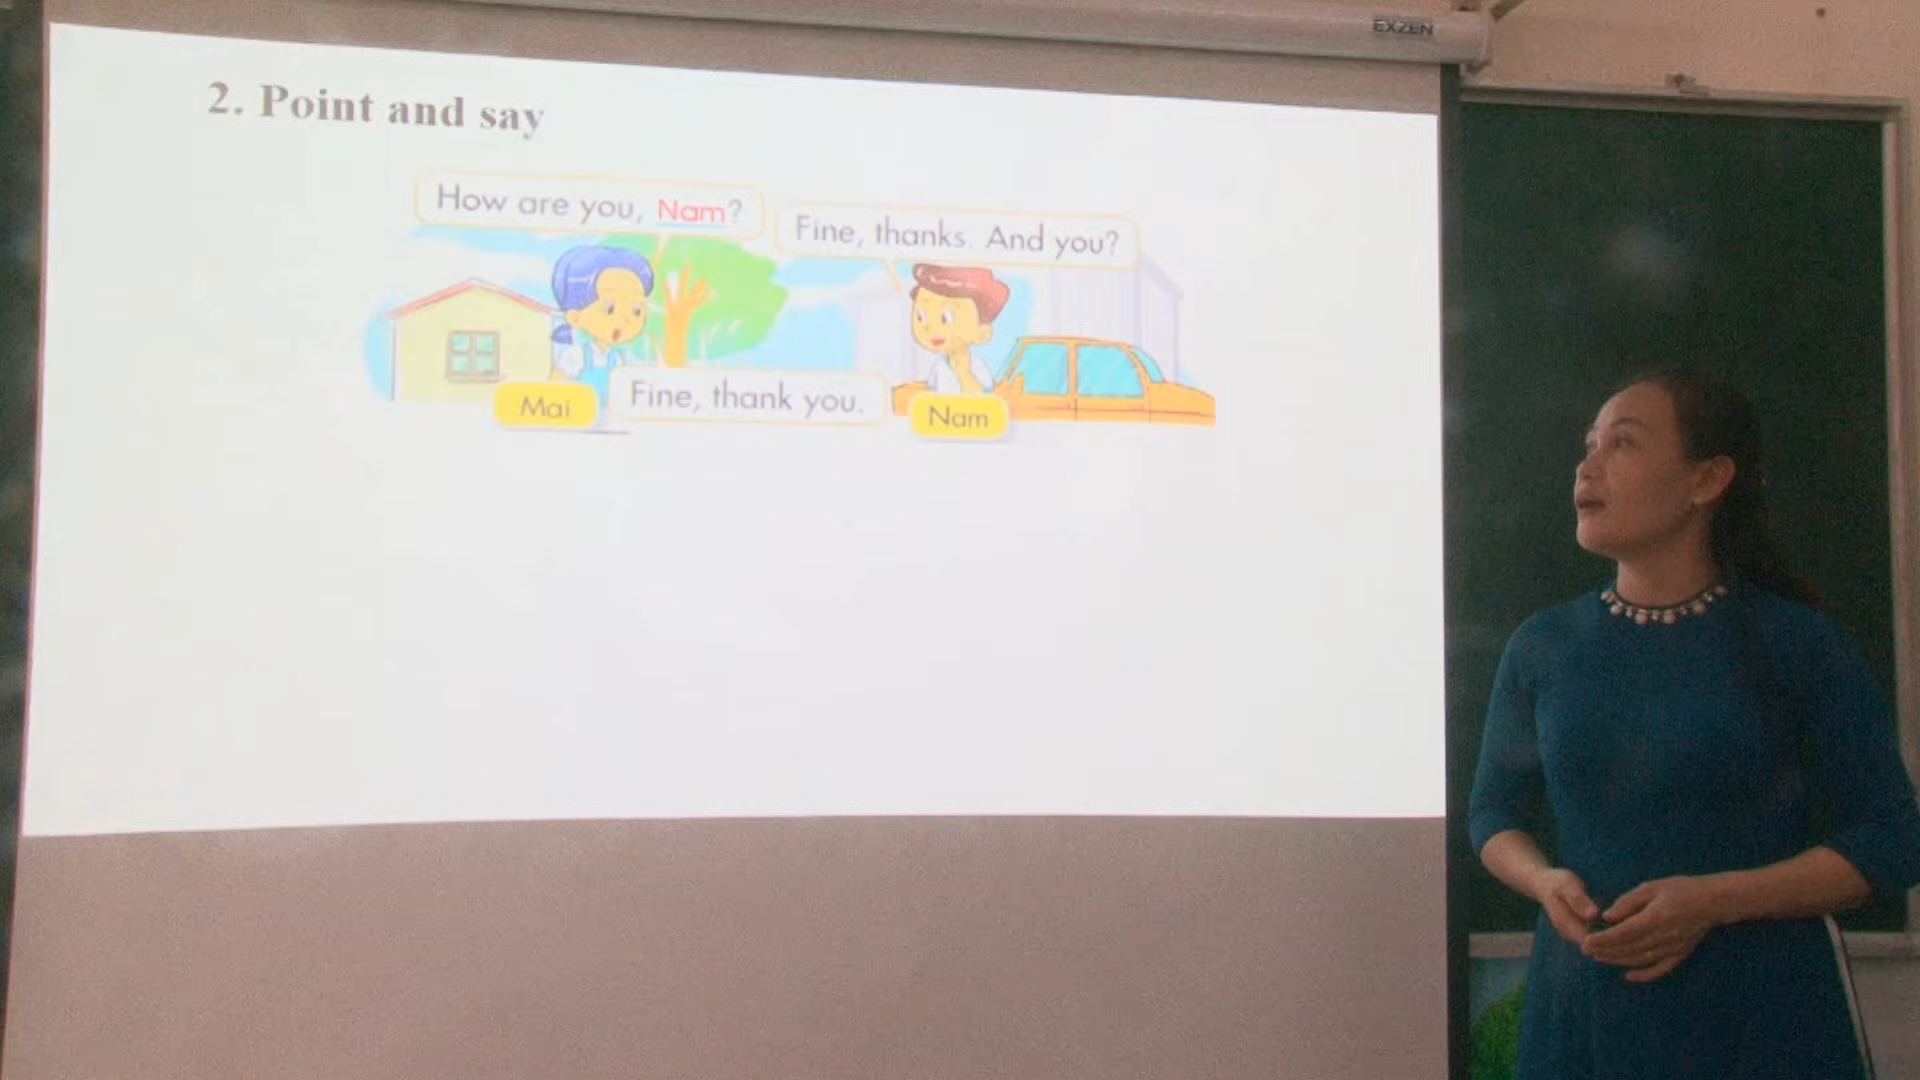 EXZEN
2. Point and say
How are you, Nam?
Fine, thanks. And you?
Fine, thank you.
Mai
Nam